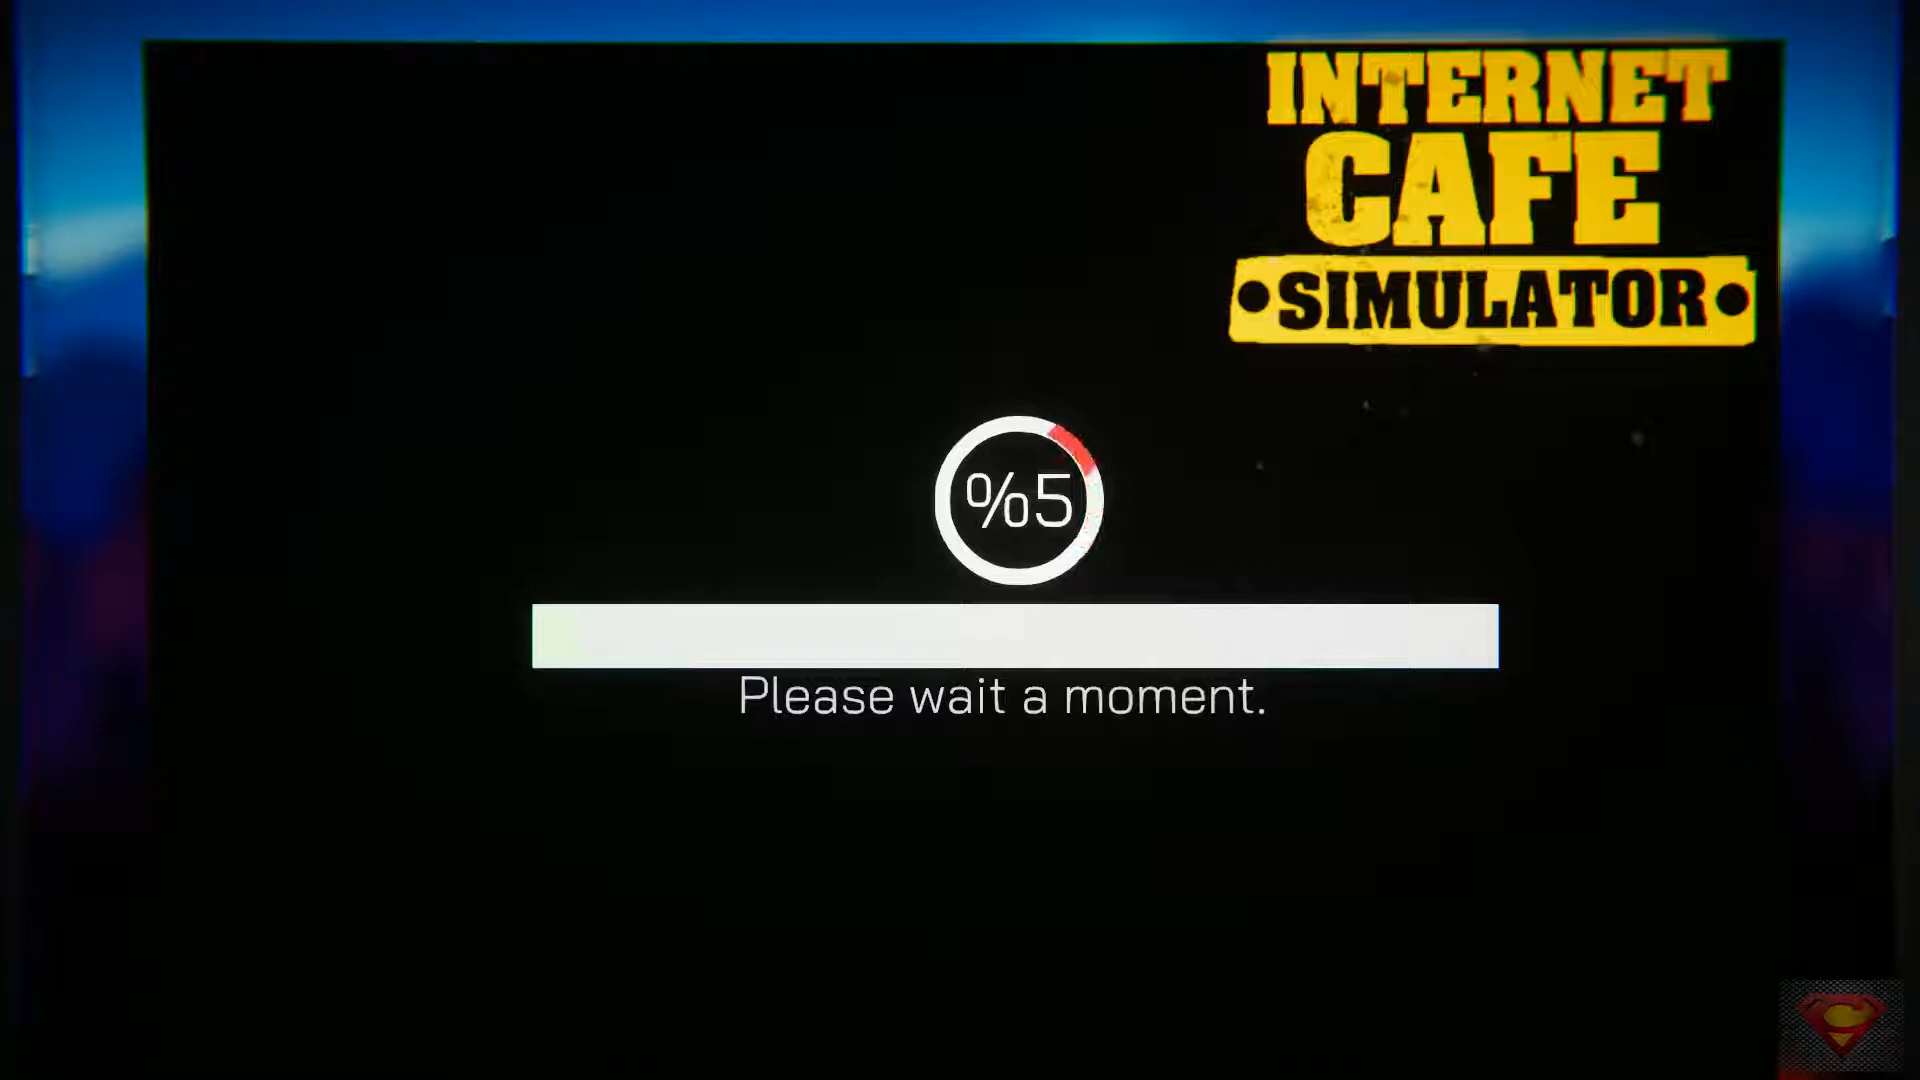 INTERNET
CAFE
SIMULATOR
%5
Please wait a moment.